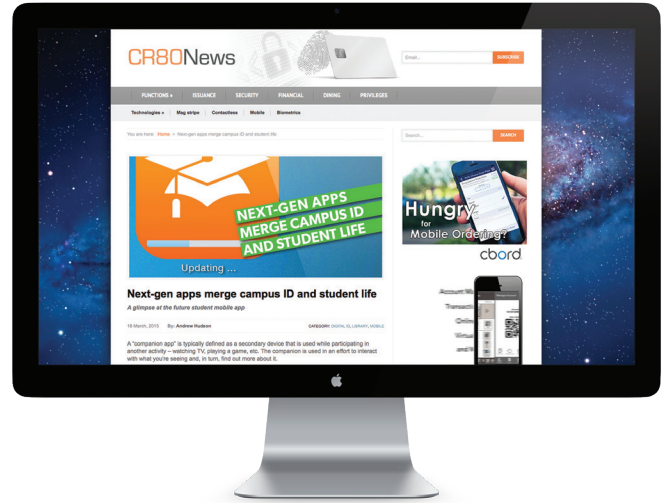 CR80News
Email...
SUBSCRIBE
FUNCTIONS » ISSUANCE SECURITY FINANCIAL DINING PRIVILEGES
Technologies » Mag stripe Contactless Mobile Biometrics
You are here: Home » Next-gen apps merge campus ID and student life
Search...
SEARCH
NEXT-GEN APPS
MERGE CAMPUS ID
AND STUDENT LIFE
Updating ...
Hungry
for
Mobile Ordering?
cbord
Next-gen apps merge campus ID and student life
A glimpse at the future student mobile app
By: Andrew Hudson
CATEGORY: DIGITAL ID, LIBRARY, MOBILE
A "companion app" is typically defined as a secondary device that is used while participating in
another activity – watching TV, playing a game, etc. The companion is used in an effort to interact
with what you're seeing and, in turn, find out more about it.
Online